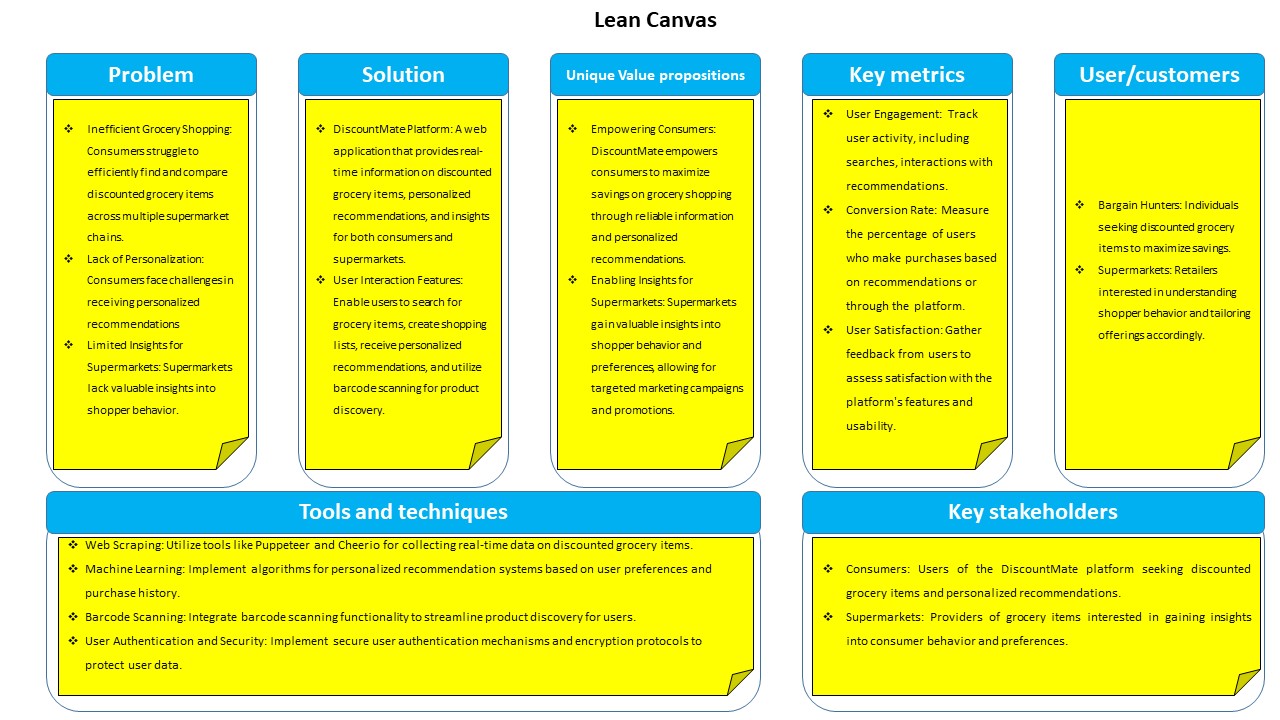 Lean Canvas
Problem
❖ Inefficient Grocery Shopping:
Consumers struggle to
efficiently find and compare
discounted grocery items
across multiple supermarket
chains.
❖ Lack of Personalization:
Consumers face challenges in
receiving personalized
recommendations
❖ Limited Insights for
Supermarkets: Supermarkets
lack valuable insights into
shopper behavior.
Solution
❖ DiscountMate Platform: A web
application that provides real-
time information on discounted
grocery items, personalized
recommendations, and insights
for both consumers and
supermarkets.
❖ User Interaction Features:
Enable users to search for
grocery items, create shopping
lists, receive personalized
recommendations, and utilize
barcode scanning for product
discovery.
Unique Value propositions
❖ Empowering Consumers:
DiscountMate empowers
consumers to maximize
savings on grocery shopping
through reliable information
and personalized
recommendations.
❖ Enabling Insights for
Supermarkets: Supermarkets
gain valuable insights into
shopper behavior and
preferences, allowing for
targeted marketing campaigns
and promotions.
Key metrics
❖ User Engagement: Track
user activity, including
searches, interactions with
recommendations.
❖ Conversion Rate: Measure
the percentage of users
who make purchases based
on recommendations or
through the platform.
❖ User Satisfaction: Gather
feedback from users to
assess satisfaction with the
platform's features and
usability.
User/customers
❖ Bargain Hunters: Individuals
seeking discounted grocery
items to maximize savings.
❖ Supermarkets: Retailers
interested in understanding
shopper behavior and tailoring
offerings accordingly.
Tools and techniques
❖ Web Scraping: Utilize tools like Puppeteer and Cheerio for collecting real-time data on discounted grocery items.
❖ Machine Learning: Implement algorithms for personalized recommendation systems based on user preferences and
purchase history.
❖ Barcode Scanning: Integrate barcode scanning functionality to streamline product discovery for users.
❖ User Authentication and Security: Implement secure user authentication mechanisms and encryption protocols to
protect user data.
Key stakeholders
❖ Consumers: Users of the DiscountMate platform seeking discounted
grocery items and personalized recommendations.
❖ Supermarkets: Providers of grocery items interested in gaining insights
into consumer behavior and preferences.